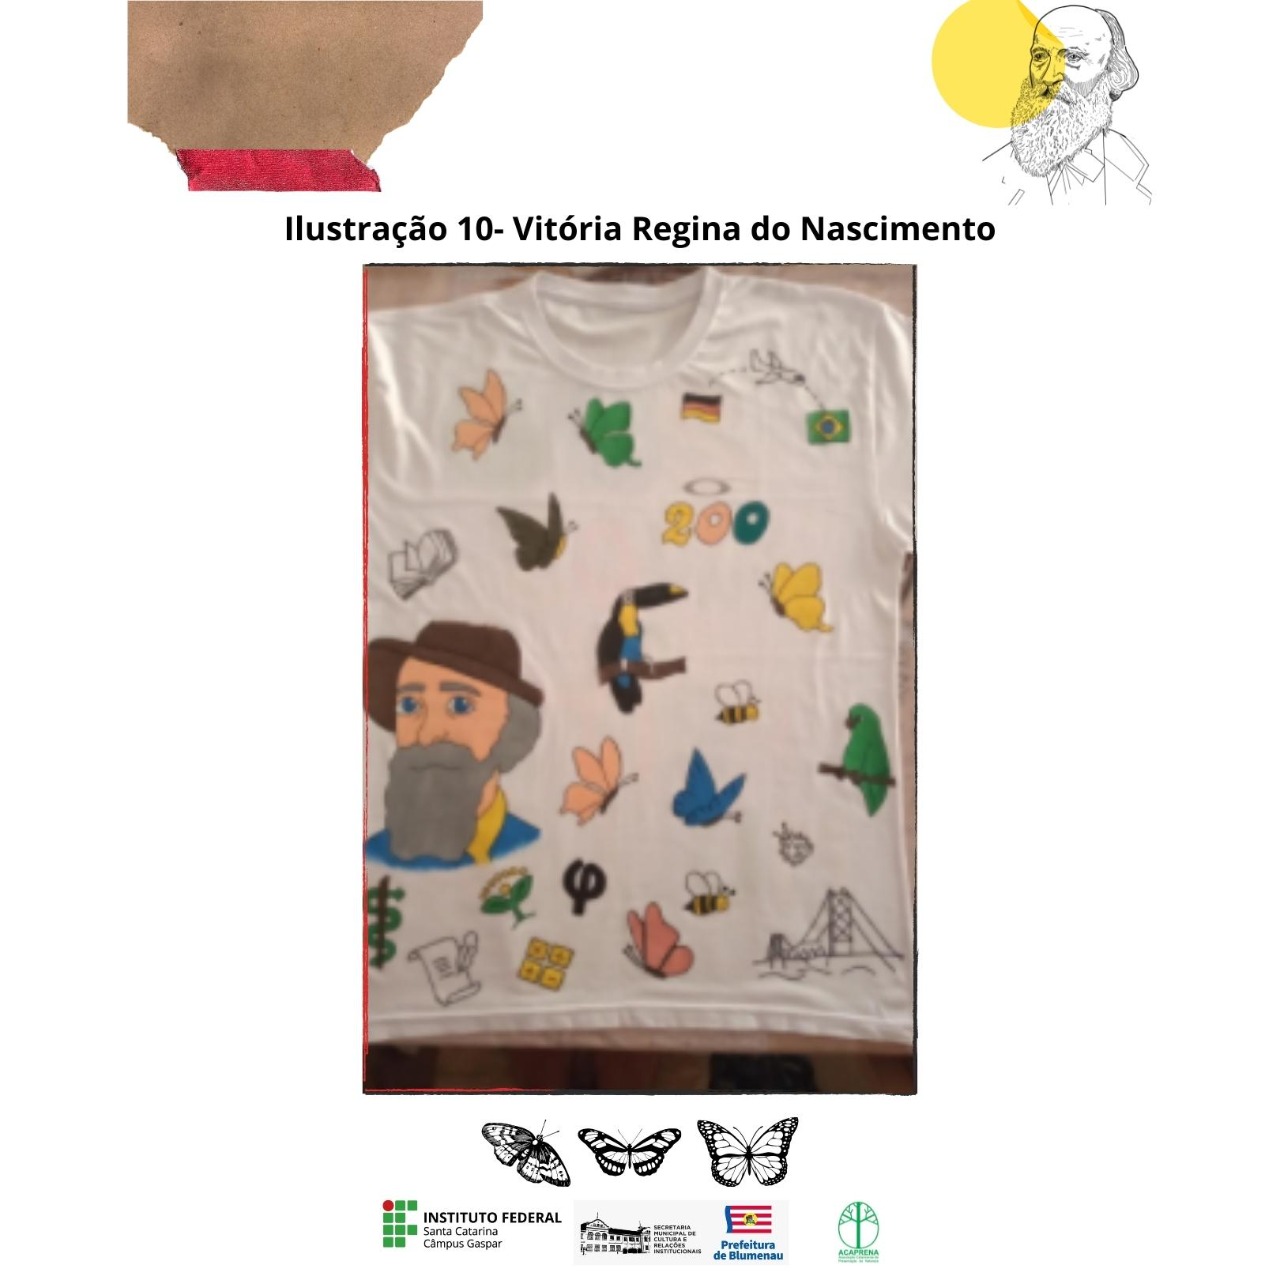 Ilustração 10- Vitória Regina do Nascimento
200
φ
$
INSTITUTO FEDERAL
Santa Catarina
Câmpus Gaspar
SECRETARIA
MUNICIPAL DE
CULTURA E
RELAÇÕES
INSTITUCIONAIS
Prefeitura
de Blumenau
ACAPRENA